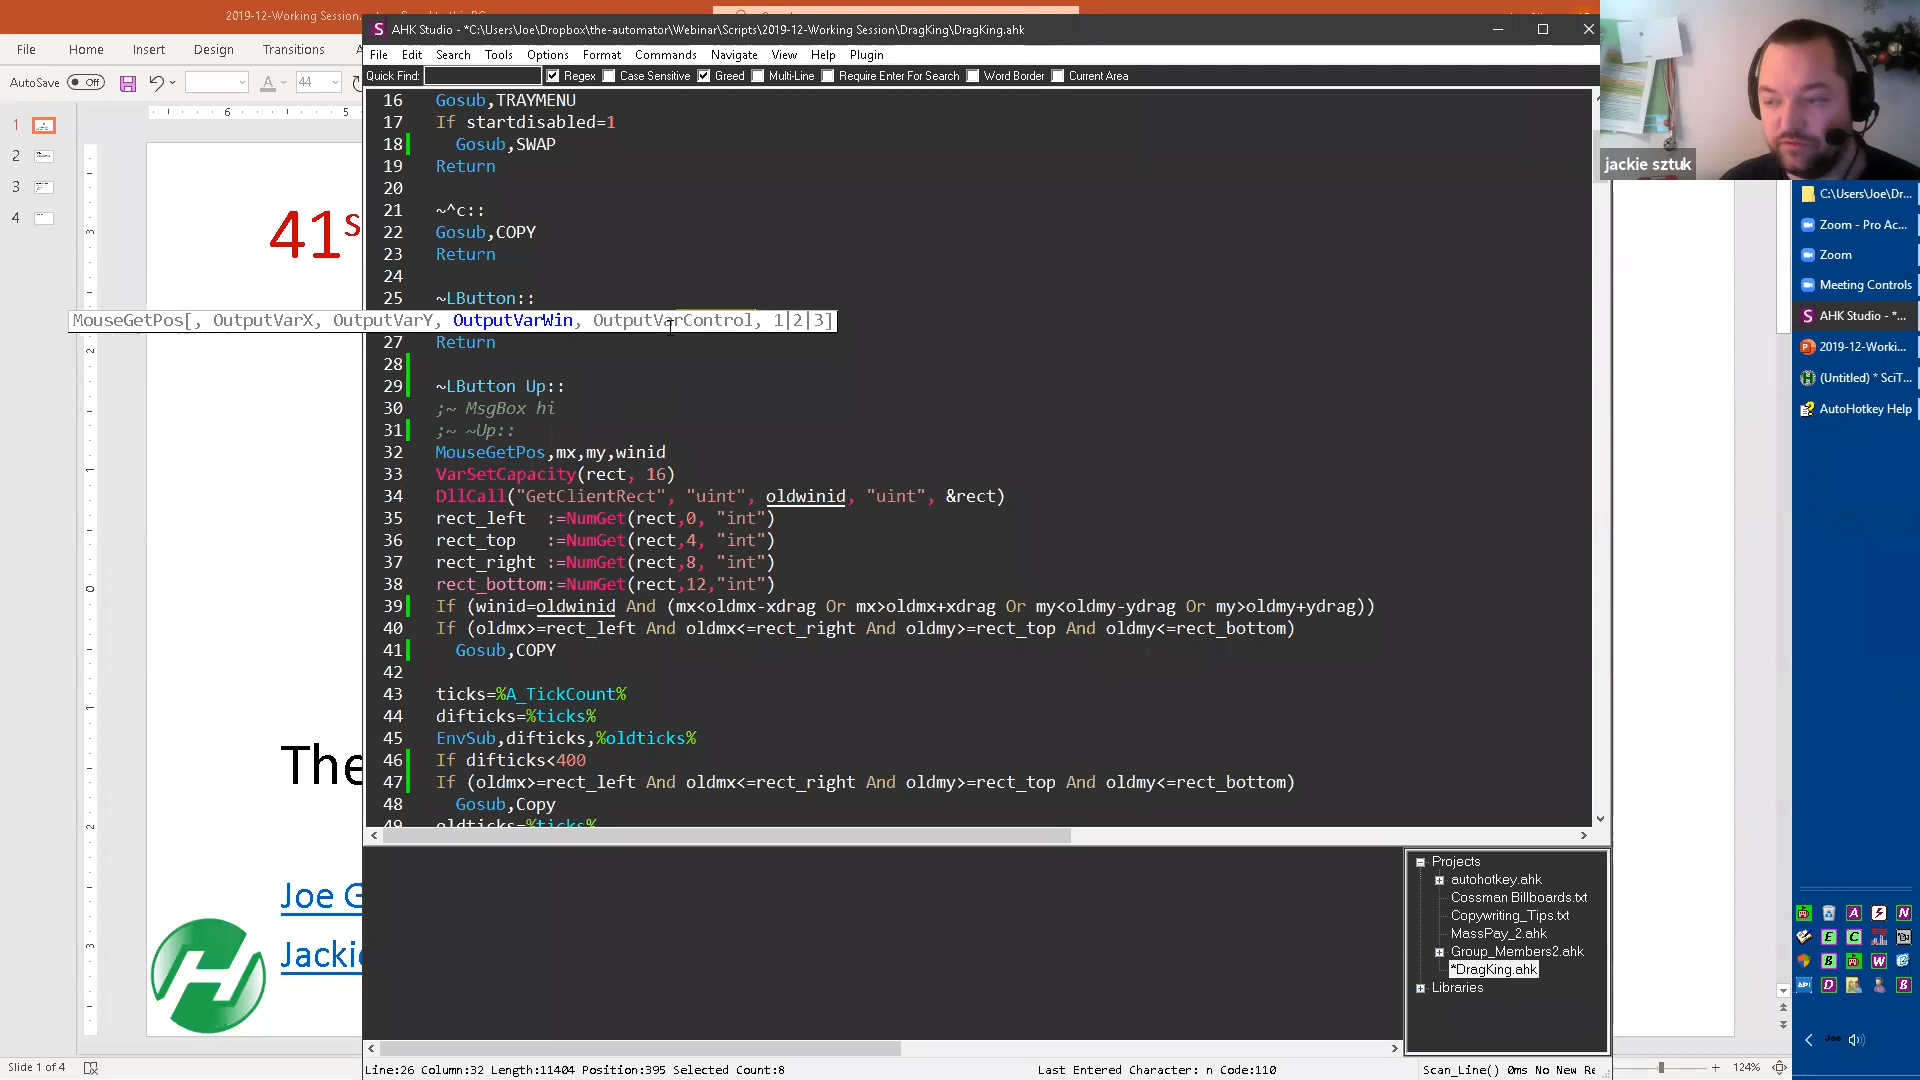 2019-12-Working Session.
File Home Insert Design Transitions
AutoSave Off
44
6 5
1
2
3
4
41s
The
Joe G
Jackie
Slide 1 of 4
124%
AHK Studio - *C:\Users\Joe\Dropbox\the-automator\Webinar\Scripts\2019-12-Working Session\DragKing\DragKing.ahk
File Edit Search Tools Options Format Commands Navigate View Help Plugin
Quick Find: Regex Case Sensitive Greed Multi-Line Require Enter For Search Word Border Current Area
16 Gosub,TRAYMENU
17 If startdisabled=1
18 Gosub,SWAP
19 Return
20
21 ~^c::
22 Gosub,COPY
23 Return
24
25 ~LButton::
MouseGetPos[, OutputVarX, OutputVarY, OutputVarWin, OutputVarControl, 1|2|3]
27 Return
28
29 ~LButton Up::
30 ;~ MsgBox hi
31 ;~ ~Up::
32 MouseGetPos,mx,my,winid
33 VarSetCapacity(rect, 16)
34 DllCall("GetClientRect", "uint", oldwinid, "uint", &rect)
35 rect_left :=NumGet(rect,0, "int")
36 rect_top :=NumGet(rect,4, "int")
37 rect_right :=NumGet(rect,8, "int")
38 rect_bottom:=NumGet(rect,12,"int")
39 If (winid=oldwinid And (mx<oldmx-xdrag Or mx>oldmx+xdrag Or my<oldmy-ydrag Or my>oldmy+ydrag))
40 If (oldmx>=rect_left And oldmx<=rect_right And oldmy>=rect_top And oldmy<=rect_bottom)
41 Gosub,COPY
42
43 ticks=%A_TickCount%
44 difticks=%ticks%
45 EnvSub,difticks,%oldticks%
46 If difticks<400
47 If (oldmx>=rect_left And oldmx<=rect_right And oldmy>=rect_top And oldmy<=rect_bottom)
48 Gosub,Copy
49 oldticks=%ticks%
Projects
autohotkey.ahk
Cossman Billboards.txt
Copywriting_Tips.txt
MassPay_2.ahk
Group_Members2.ahk
*DragKing.ahk
Libraries
Line:26 Column:32 Length:11404 Position:395 Selected Count:8 Last Entered Character: n Code:110 Scan_Line() 0ms No New Re
jackie sztuk
C:\Users\Joe\Dr...
Zoom - Pro Ac...
Zoom
Meeting Controls
AHK Studio - *...
2019-12-Worki...
(Untitled) * SciT...
AutoHotkey Help
Joe